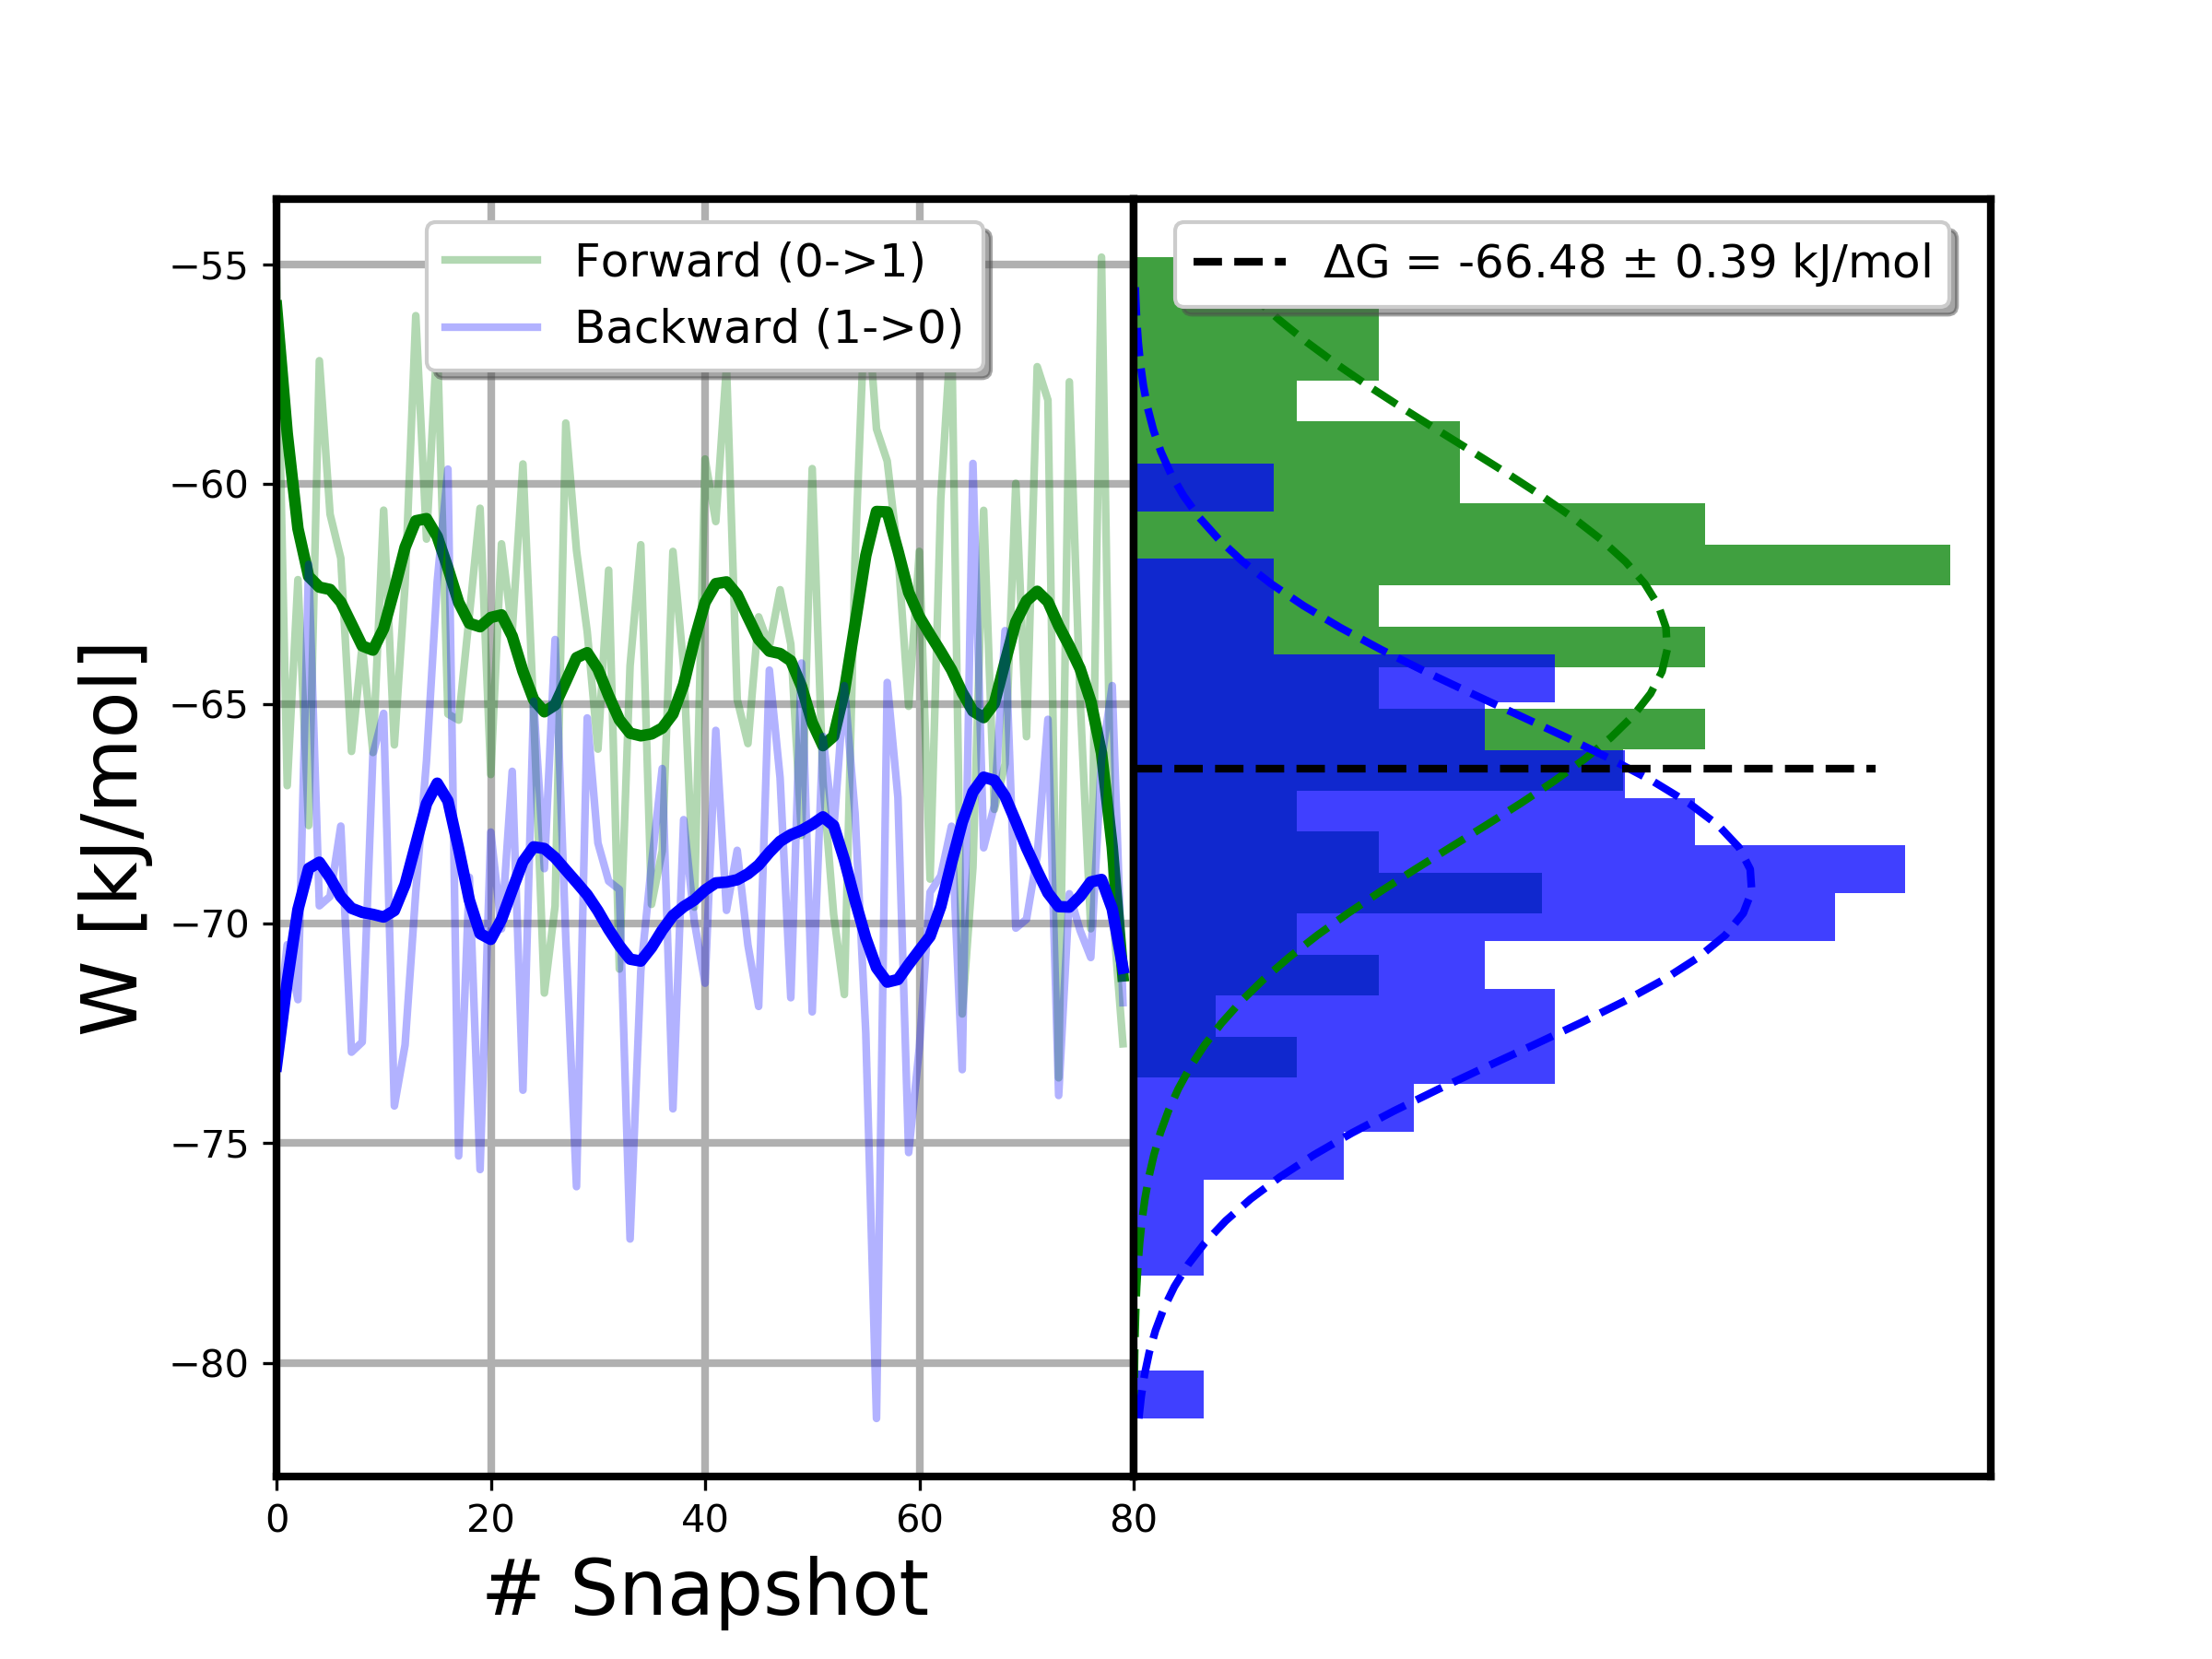 Forward (0->1)
Backward (1->0)
ΔG = -66.48 ± 0.39 kJ/mol
W [kJ/mol]
−55
−60
−65
−70
−75
−80
0 20 40 60 80
# Snapshot